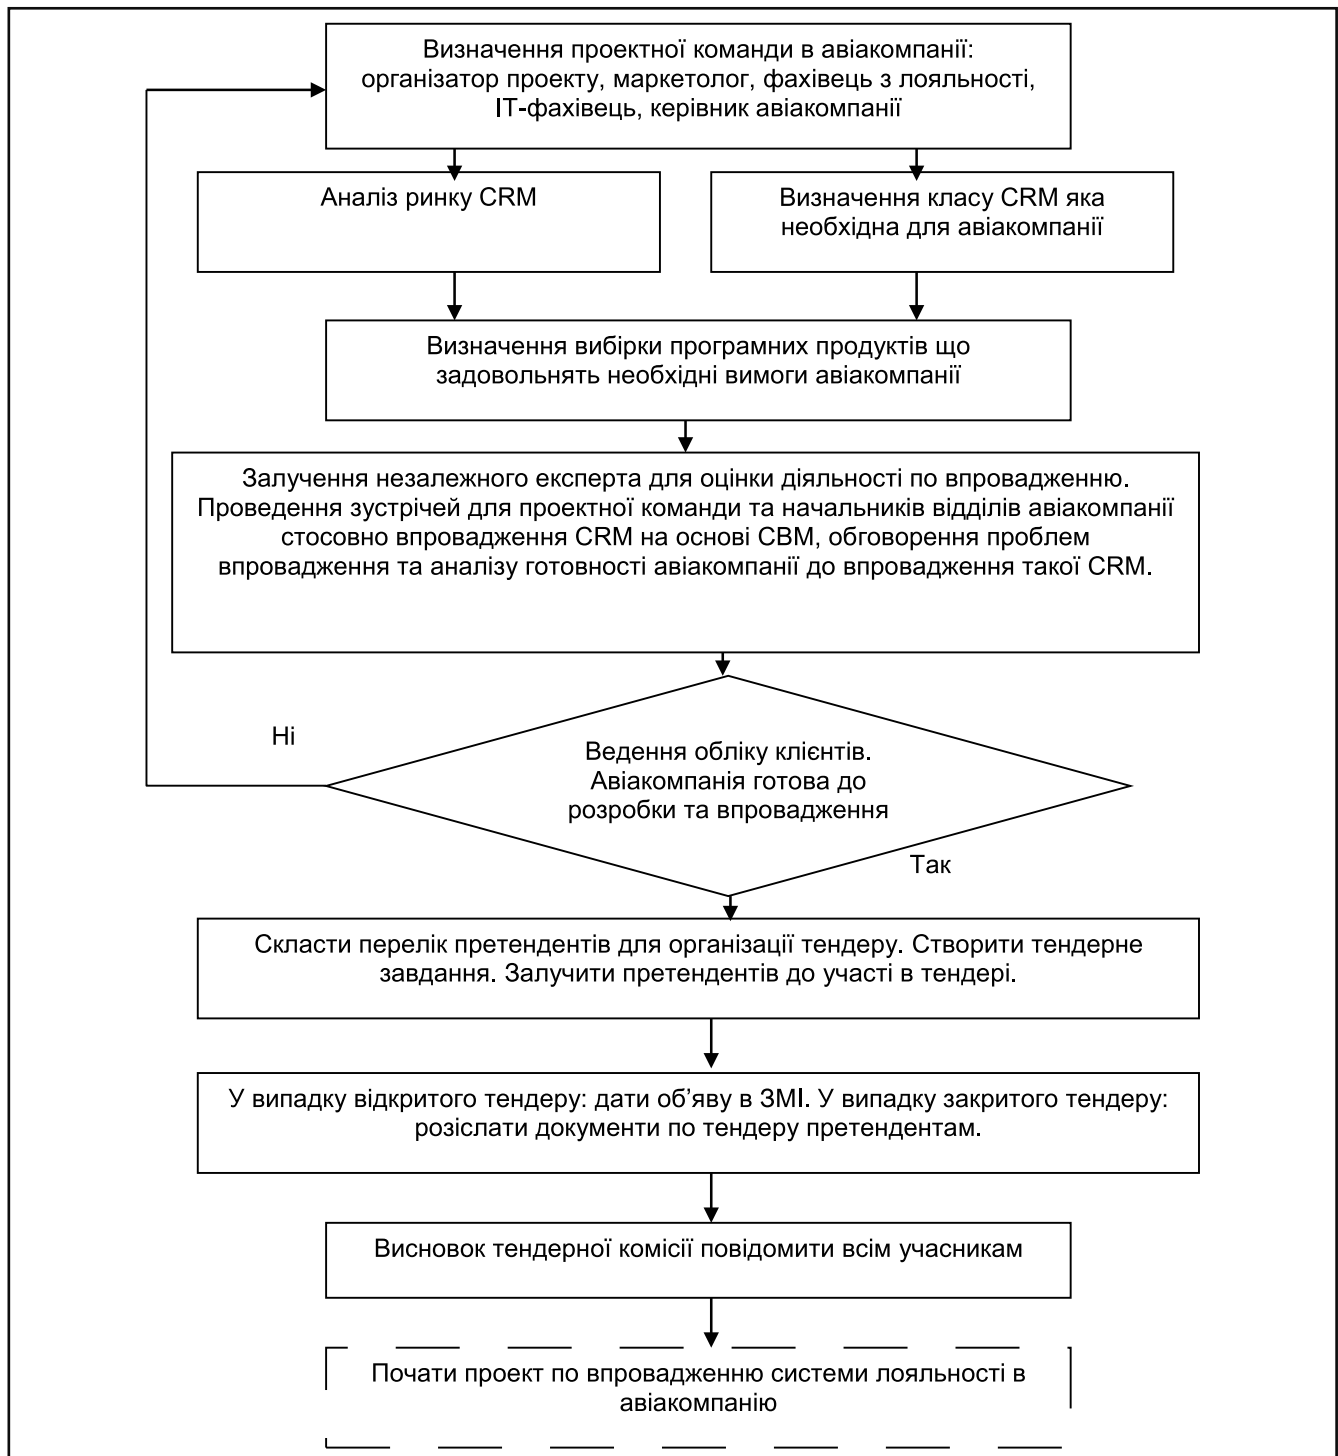 Визначення проектної команди в авіакомпанії:
організатор проекту, маркетолог, фахівець з лояльності,
ІТ-фахівець, керівник авіакомпанії
Аналіз ринку CRM
Визначення класу CRM яка
необхідна для авіакомпанії
Визначення вибірки програмних продуктів що
задовольнять необхідні вимоги авіакомпанії
Залучення незалежного експерта для оцінки діяльності по впровадженню.
Проведення зустрічей для проектної команди та начальників відділів авіакомпанії
стосовно впровадження CRM на основі СВМ, обговорення проблем
впровадження та аналізу готовності авіакомпанії до впровадження такої CRM.
Ні
Ведення обліку клієнтів.
Авіакомпанія готова до
розробки та впровадження
Так
Скласти перелік претендентів для організації тендеру. Створити тендерне
завдання. Залучити претендентів до участі в тендері.
У випадку відкритого тендеру: дати об’яву в ЗМІ. У випадку закритого тендеру:
розіслати документи по тендеру претендентам.
Висновок тендерної комісії повідомити всім учасникам
Почати проект по впровадженню системи лояльності в
авіакомпанію